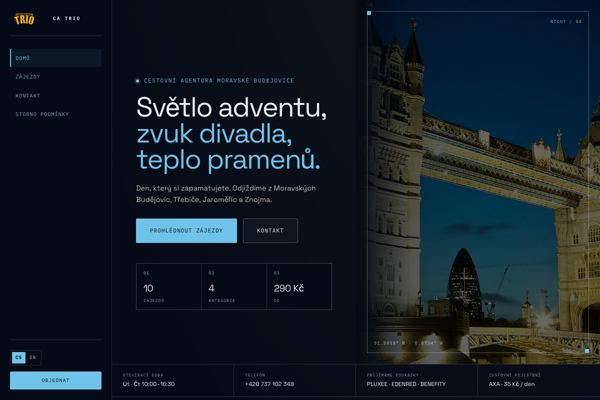 TRIO
CA TRIO
DOMŮ
ZÁJEZDY
KONTAKT
STORNO PODMÍNKY
CS EN
OBJEDNAT
CESTOVNÍ AGENTURA MORAVSKÉ BUDĚJOVICE
Světlo adventu,
zvuk divadla,
teplo pramenů.
Den, který si zapamatujete. Odjíždíme z Moravských
Budějovic, Třebíče, Jaroměřic a Znojma.
PROHLÉDNOUT ZÁJEZDY
KONTAKT
01 02 03
10 4 290 Kč
ZÁJEZDŮ KATEGORIE OD
NIGHT / 04
OTEVÍRACÍ DOBA
Út - Čt 10:00–16:30
TELEFON
+420 737 102 348
PŘIJÍMÁME POUKÁZKY
PLUXEE · EDENRED · BENEFITY
CESTOVNÍ POJIŠTĚNÍ
AXA · 35 Kč / den